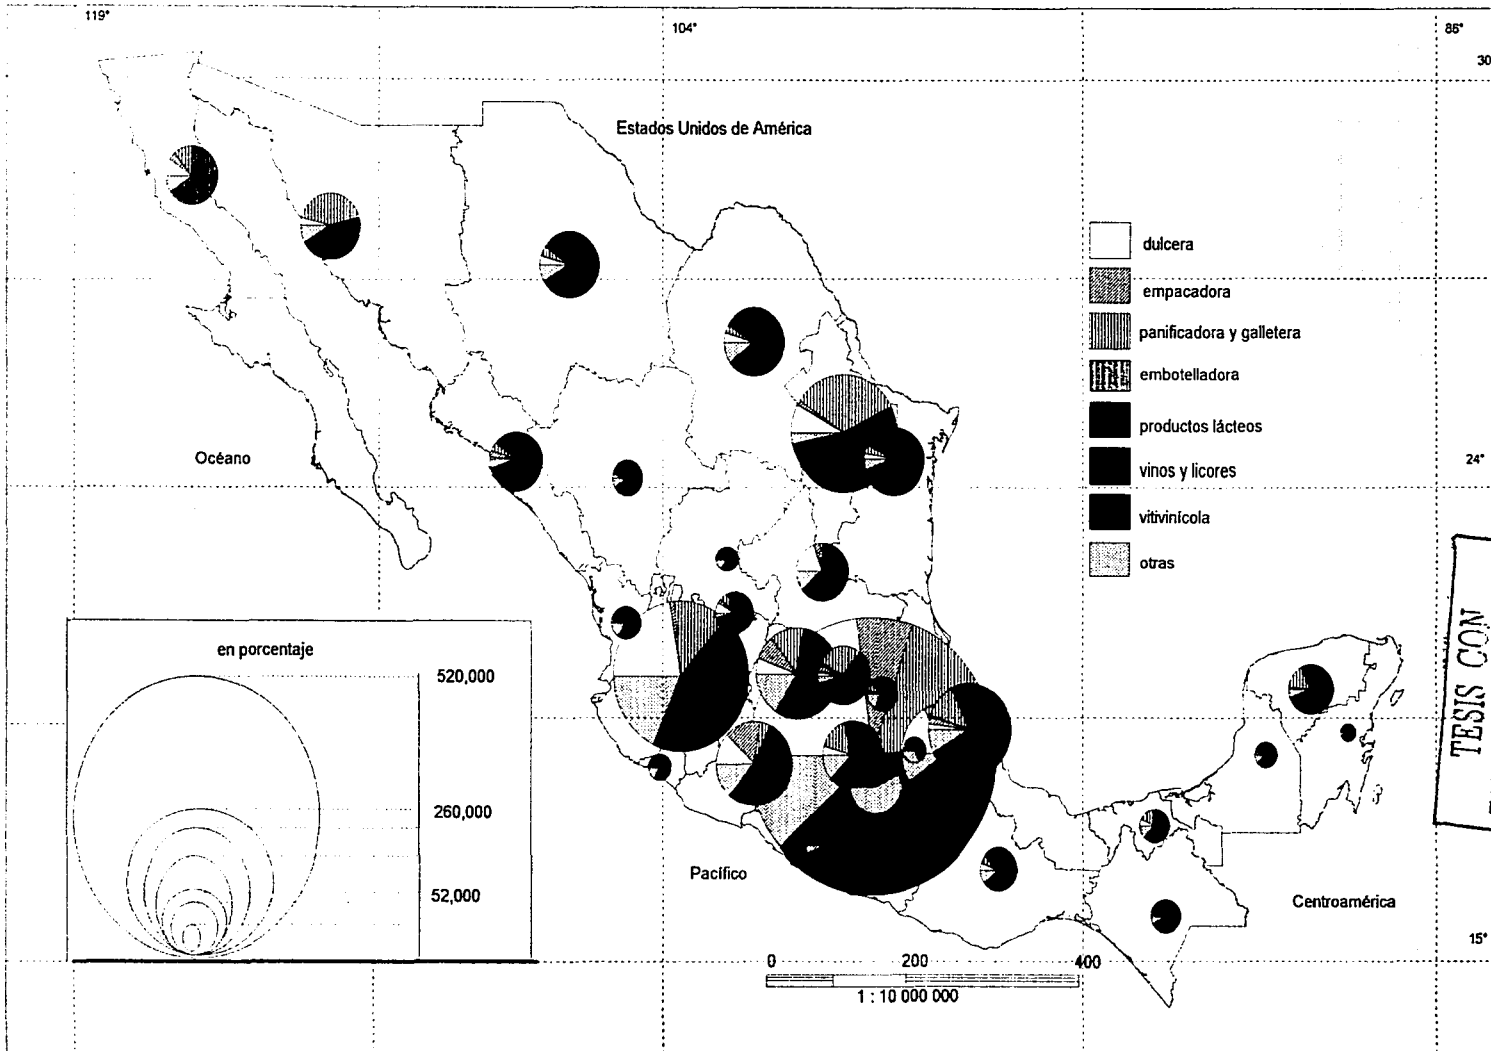 119°
104°
86°
30
Estados Unidos de América
dulcera
empacadora
panificadora y galletera
embotelladora
productos lácteos
vinos y licores
vitivinícola
otras
Océano
24°
TESIS CON
en porcentaje
520,000
260,000
52,000
Pacífico
Centroamérica
15°
0 200 400
1 : 10 000 000